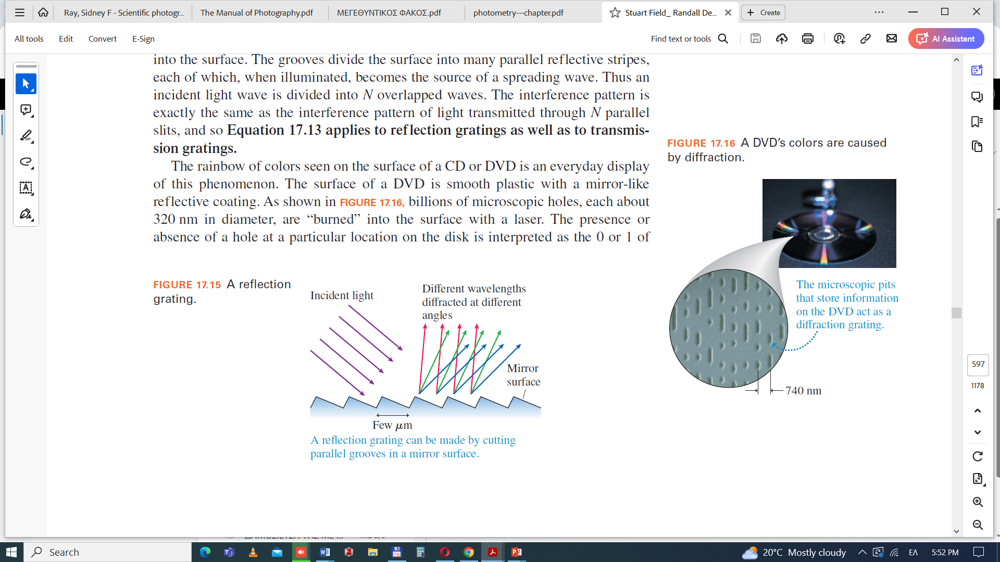 Ray, Sidney F - Scientific photogr...
The Manual of Photography.pdf
ΜΕΓΕΘΥΝΤΙΚΟΣ ΦΑΚΟΣ.pdf
photometry---chapter.pdf
Stuart Field_ Randall De...
Create
All tools
Edit
Convert
E-Sign
Find text or tools
AI Assistant
into the surface. The grooves divide the surface into many parallel reflective stripes,
each of which, when illuminated, becomes the source of a spreading wave. Thus an
incident light wave is divided into N overlapped waves. The interference pattern is
exactly the same as the interference pattern of light transmitted through N parallel
slits, and so Equation 17.13 applies to reflection gratings as well as to transmis-
sion gratings.
The rainbow of colors seen on the surface of a CD or DVD is an everyday display
of this phenomenon. The surface of a DVD is smooth plastic with a mirror-like
reflective coating. As shown in FIGURE 17.16, billions of microscopic holes, each about
320 nm in diameter, are “burned” into the surface with a laser. The presence or
absence of a hole at a particular location on the disk is interpreted as the 0 or 1 of
FIGURE 17.16 A DVD’s colors are caused
by diffraction.
The microscopic pits
that store information
on the DVD act as a
diffraction grating.
740 nm
FIGURE 17.15 A reflection
grating.
Incident light
Different wavelengths
diffracted at different
angles
Mirror
surface
Few μm
A reflection grating can be made by cutting
parallel grooves in a mirror surface.
597
1178
Search
20°C Mostly cloudy
ΕΛ
5:52 PM